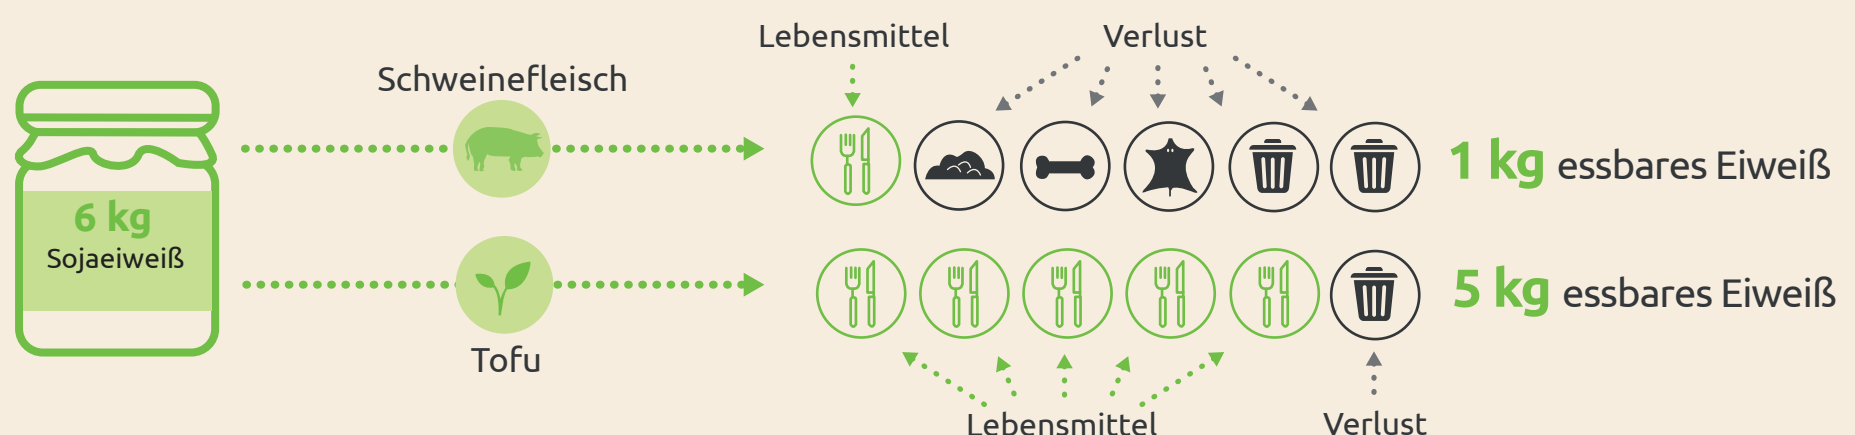 Lebensmittel
Verlust
Schweinefleisch
1 kg essbares Eiweiß
6 kg
Sojaeiweiß
5 kg essbares Eiweiß
Tofu
Lebensmittel
Verlust